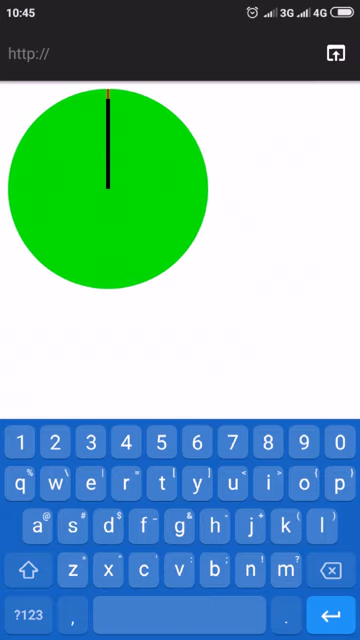 10:45 3G 4G
http://
1 2 3 4 5 6 7 8 9 0
q % w \ e | r = t [ y ] u < i > o { p }
a @ s # d $ f _ g & h - j + k ( l )
z * x " c ' v : b ; n ! m ?
?123 , .